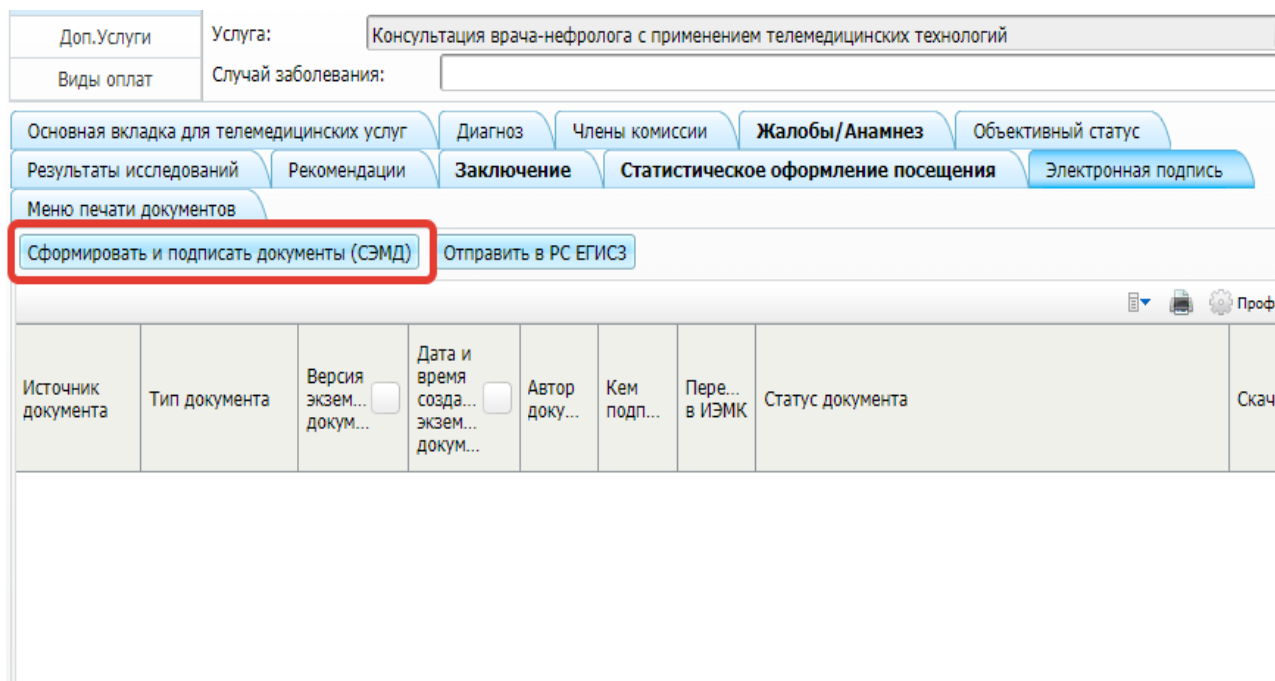 Доп.Услуги
Услуга:
Консультация врача-нефролога с применением телемедицинских технологий
Виды оплат
Случай заболевания:
Основная вкладка для телемедицинских услуг
Диагноз
Члены комиссии
Жалобы/Анамнез
Объективный статус
Результаты исследований
Рекомендации
Заключение
Статистическое оформление посещения
Электронная подпись
Меню печати документов
Сформировать и подписать документы (СЭМД)
Отправить в РС ЕГИСЗ
Проф
Источник
документа
Тип документа
Версия
экзем...
докум...
Дата и
время
созда...
экзем...
докум...
Автор
доку...
Кем
подп...
Пере...
в ИЭМК
Статус документа
Скач